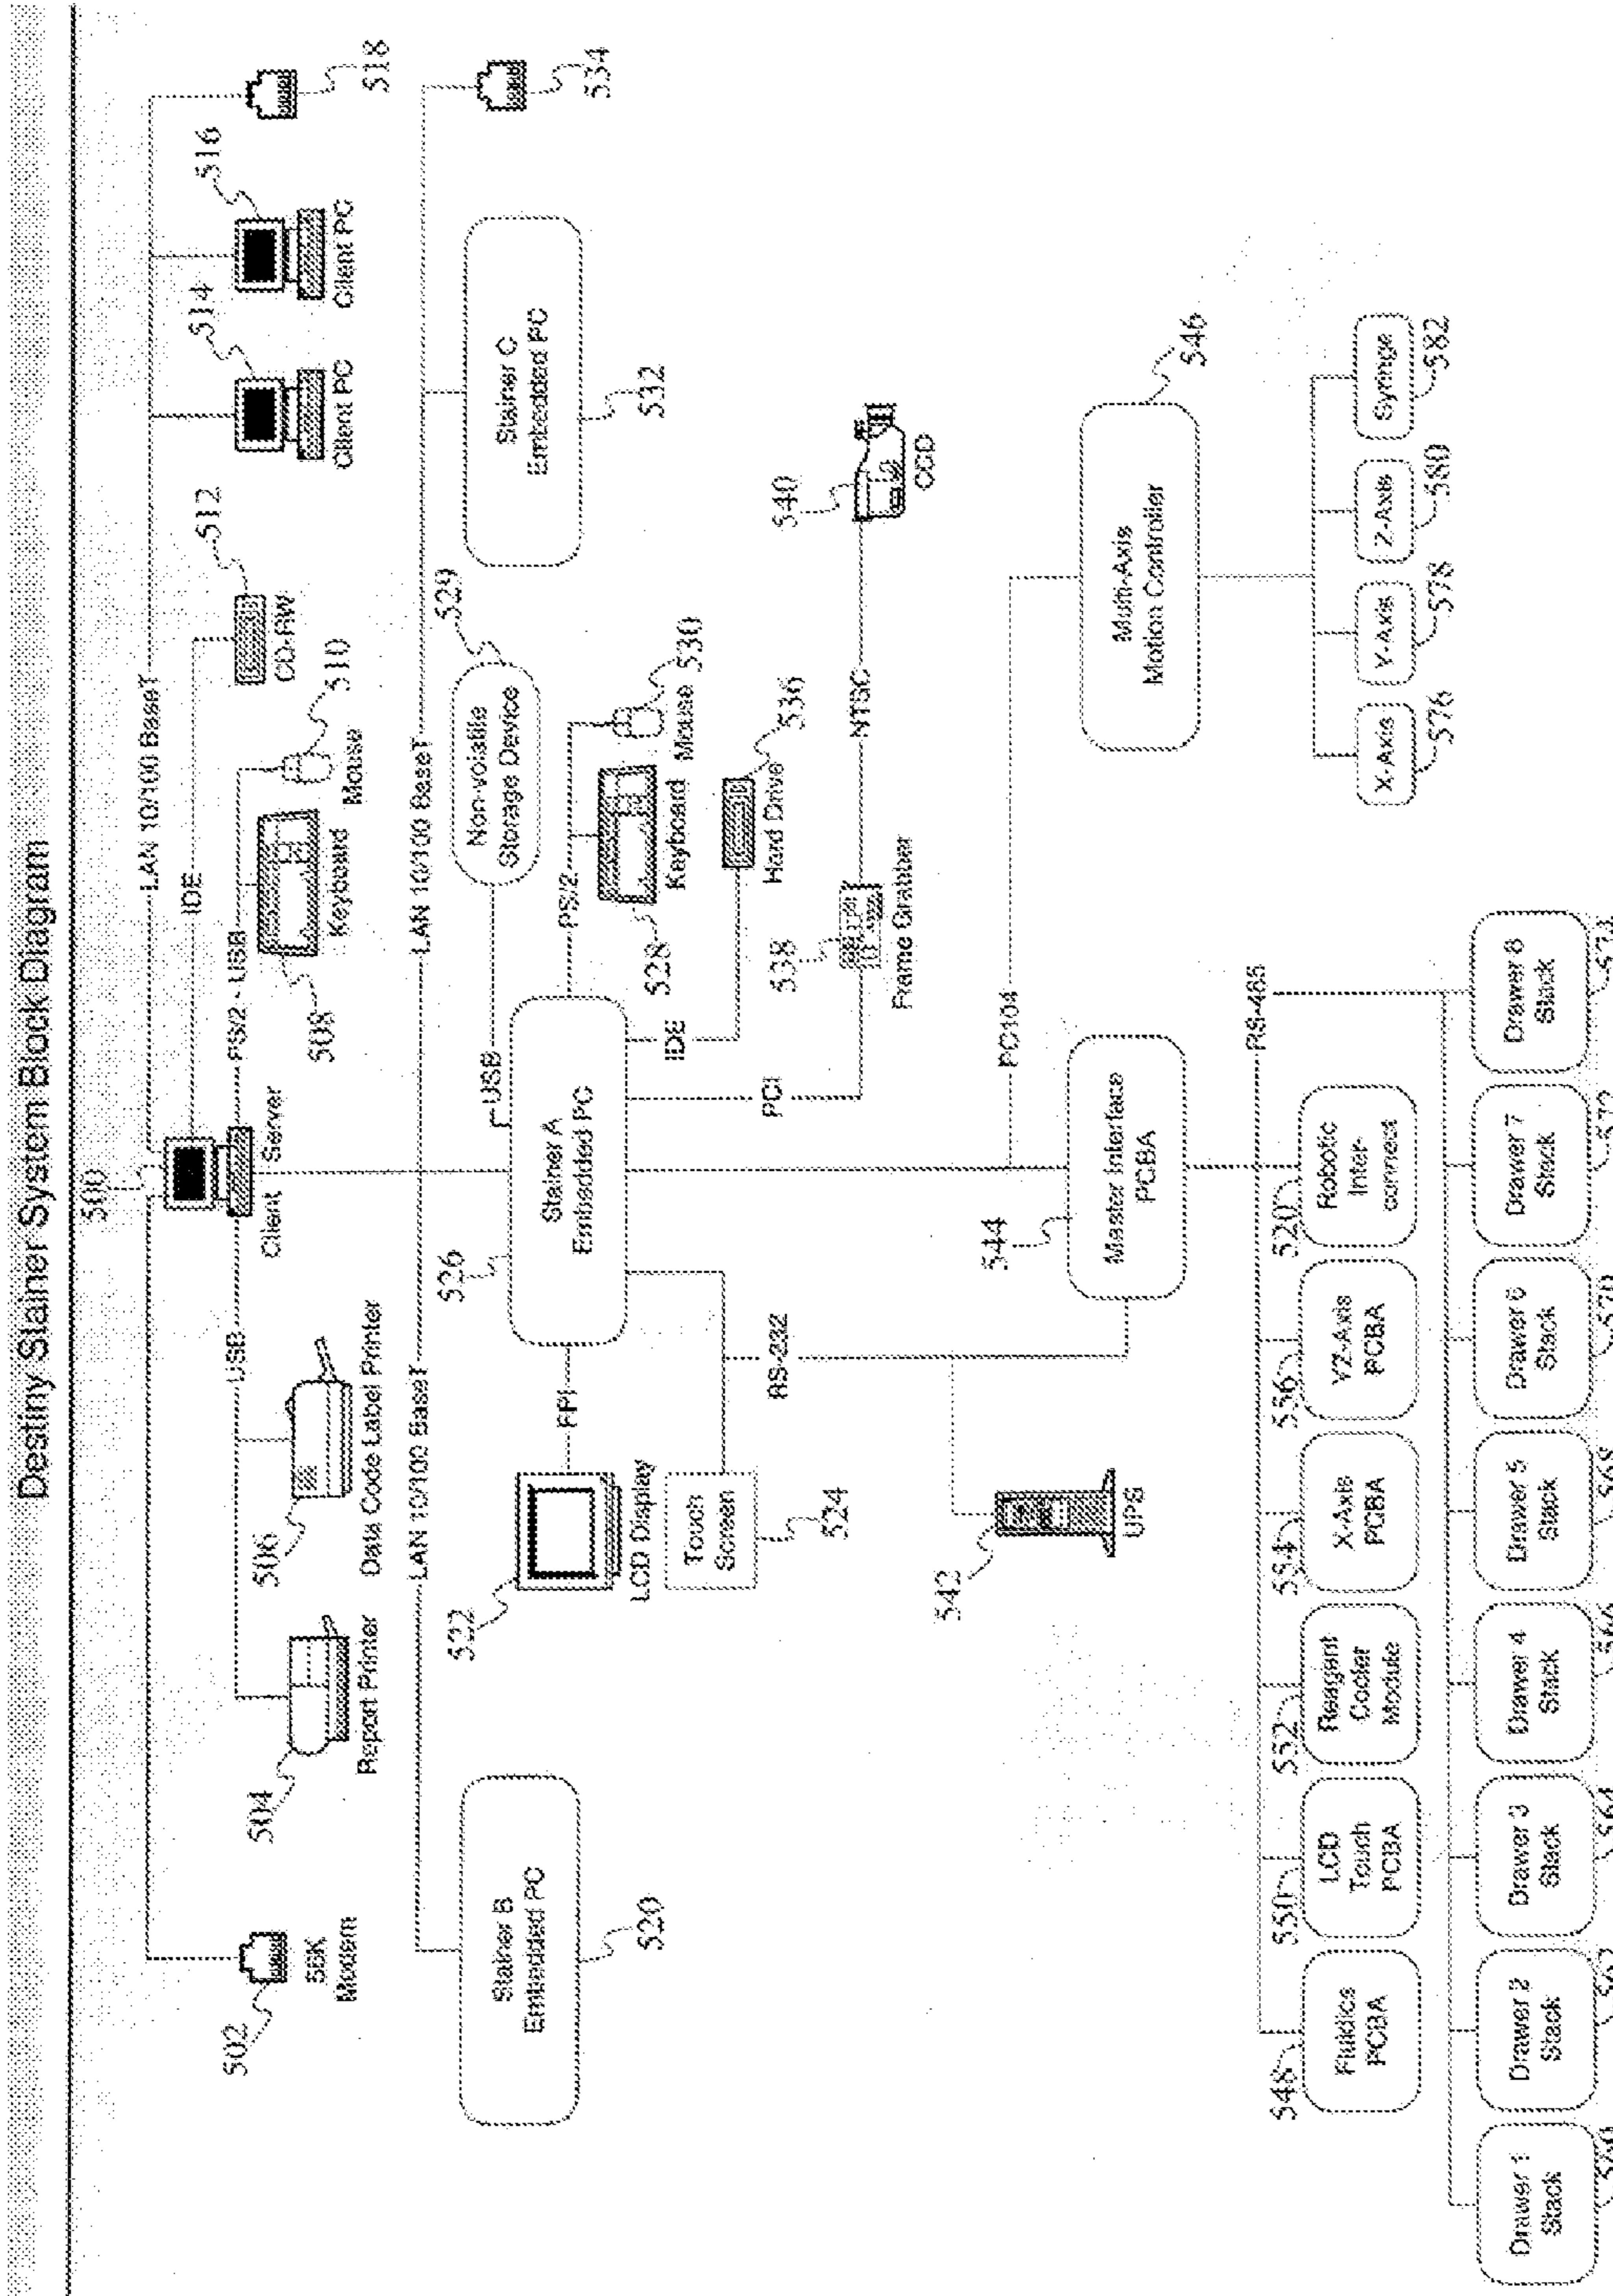 Destiny Stainer System Block Diagram
500
LAN 10/100 BaseT
IDE
Client
Server
USB
PS/2 - USB
502
56K
Modem
504
Report Printer
506
Data Code Label Printer
508
Keyboard
Mouse
510
512
CD-RW
514
Client PC
516
Client PC
518
LAN 10/100 BaseT
LAN 10/100 BaseT
Stainer B
Embedded PC
520
526
Stainer A
Embedded PC
USB
Non-volatile
Storage Device
529
Stainer C
Embedded PC
532
534
522
LCD Display
PS/2
528
Keyboard
Mouse
530
Touch
Screen
524
IDE
Hard Drive
536
PCI
538
Frame Grabber
NTSC
540
CCD
RS-232
542
UPS
544
Master Interface
PCBA
PC104
Multi-Axis
Motion Controller
546
X-Axis
576
Y-Axis
578
Z-Axis
580
Syringe
582
RS-485
548
Fluidics
PCBA
550
LCD
Touch
PCBA
552
Reagent
Cooler
Module
X-Axis
PCBA
YZ-Axis
PCBA
520
Robotic
Inter-
connect
Drawer 1
Stack
Drawer 2
Stack
Drawer 3
Stack
Drawer 4
Stack
Drawer 5
Stack
Drawer 6
Stack
Drawer 7
Stack
Drawer 8
Stack